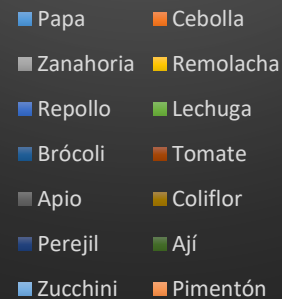 Papa Cebolla
Zanahoria Remolacha
Repollo Lechuga
Brócoli Tomate
Apio Coliflor
Perejil Ají
Zucchini Pimentón